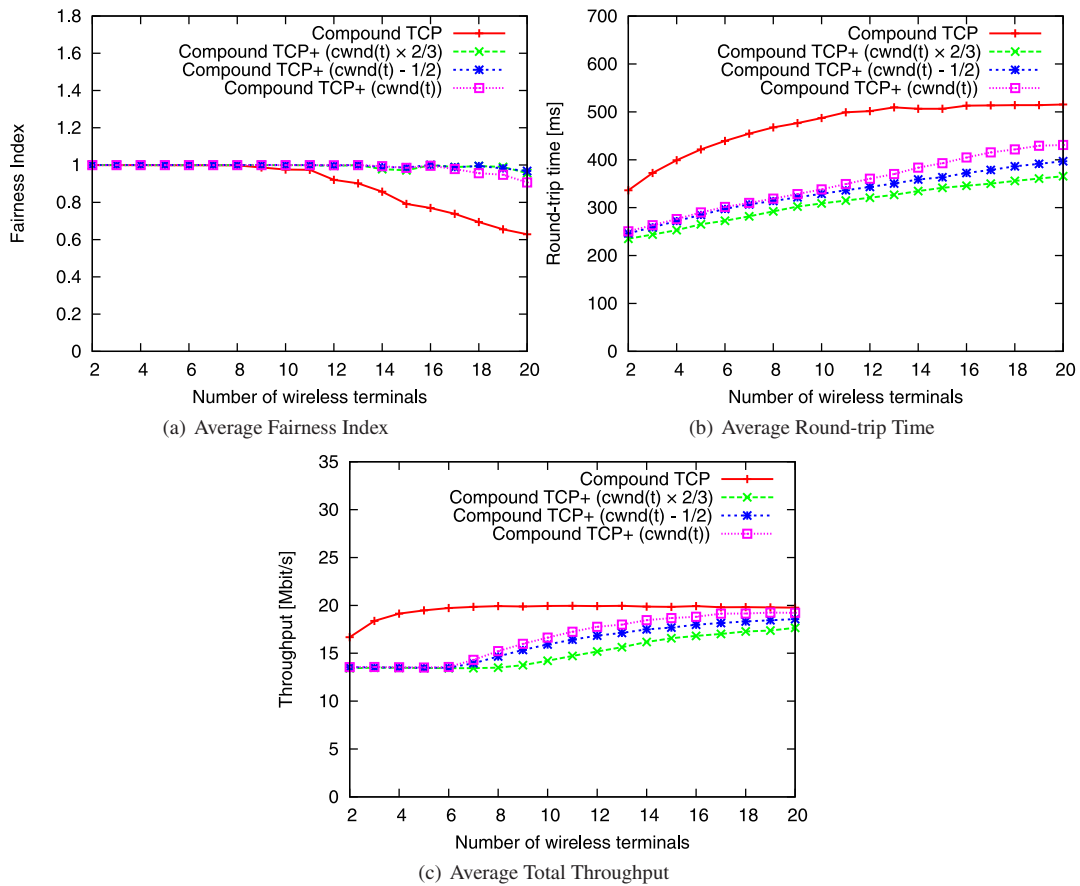 1.8
1.6
1.4
1.2
1
0.8
0.6
0.4
0.2
0
Fairness Index
Compound TCP
Compound TCP+ (cwnd(t) × 2/3)
Compound TCP+ (cwnd(t) - 1/2)
Compound TCP+ (cwnd(t))
2 4 6 8 10 12 14 16 18 20
Number of wireless terminals
(a) Average Fairness Index
700
600
500
400
300
200
100
0
Round-trip time [ms]
Compound TCP
Compound TCP+ (cwnd(t) × 2/3)
Compound TCP+ (cwnd(t) - 1/2)
Compound TCP+ (cwnd(t))
2 4 6 8 10 12 14 16 18 20
Number of wireless terminals
(b) Average Round-trip Time
35
30
25
20
15
10
5
0
Throughput [Mbit/s]
Compound TCP
Compound TCP+ (cwnd(t) × 2/3)
Compound TCP+ (cwnd(t) - 1/2)
Compound TCP+ (cwnd(t))
2 4 6 8 10 12 14 16 18 20
Number of wireless terminals
(c) Average Total Throughput